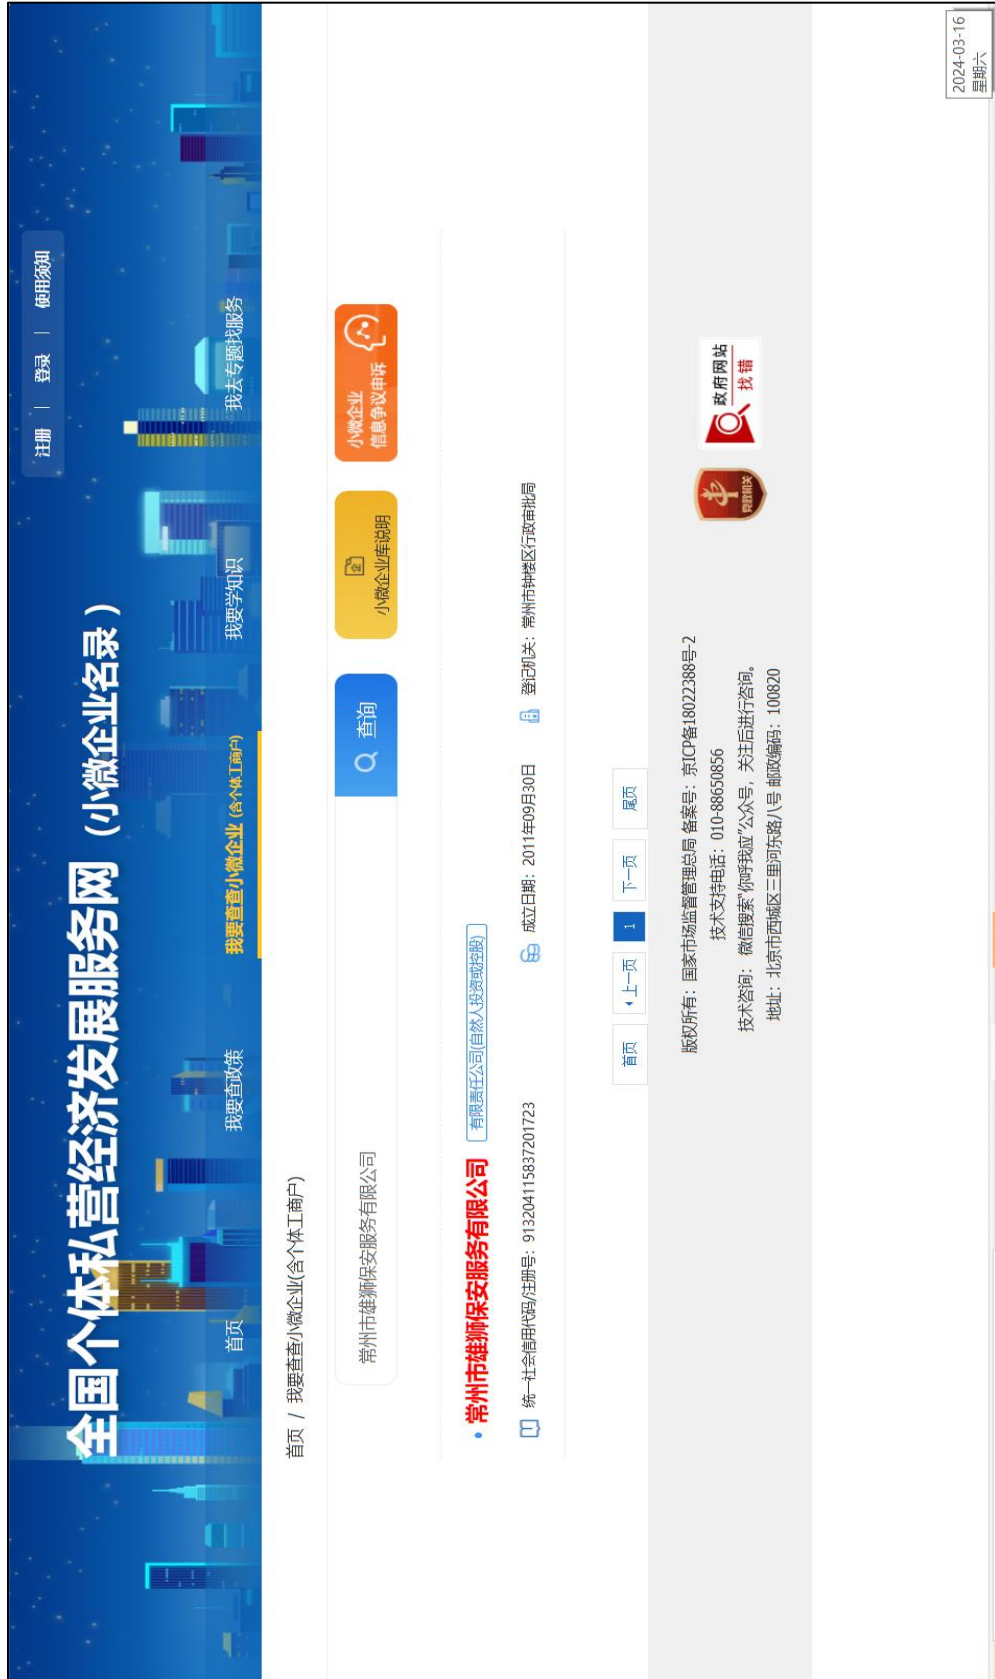 注册 | 登录 | 使用须知
全国个体私营经济发展服务网（小微企业名录）
首页 我要查政策 我要查查小微企业 (含个体工商户) 我要学知识 我去专题找服务
首页 / 我要查查小微企业(含个体工商户)
常州市雄狮保安服务有限公司 查询
小微企业库说明
小微企业
信息争议申诉
常州市雄狮保安服务有限公司 有限责任公司(自然人投资或控股)
统一社会信用代码/注册号：913204115837201723 成立日期：2011年09月30日 登记机关：常州市钟楼区行政审批局
首页 上一页 1 下一页 尾页
版权所有：国家市场监督管理总局 备案号：京ICP备18022388号-2
技术支持电话：010-88650856
技术咨询：微信搜索“你呼我应”公众号，关注后进行咨询。
地址：北京市西城区三里河东路八号 邮政编码：100820
党政机关
政府网站
找错
2024-03-16
星期六